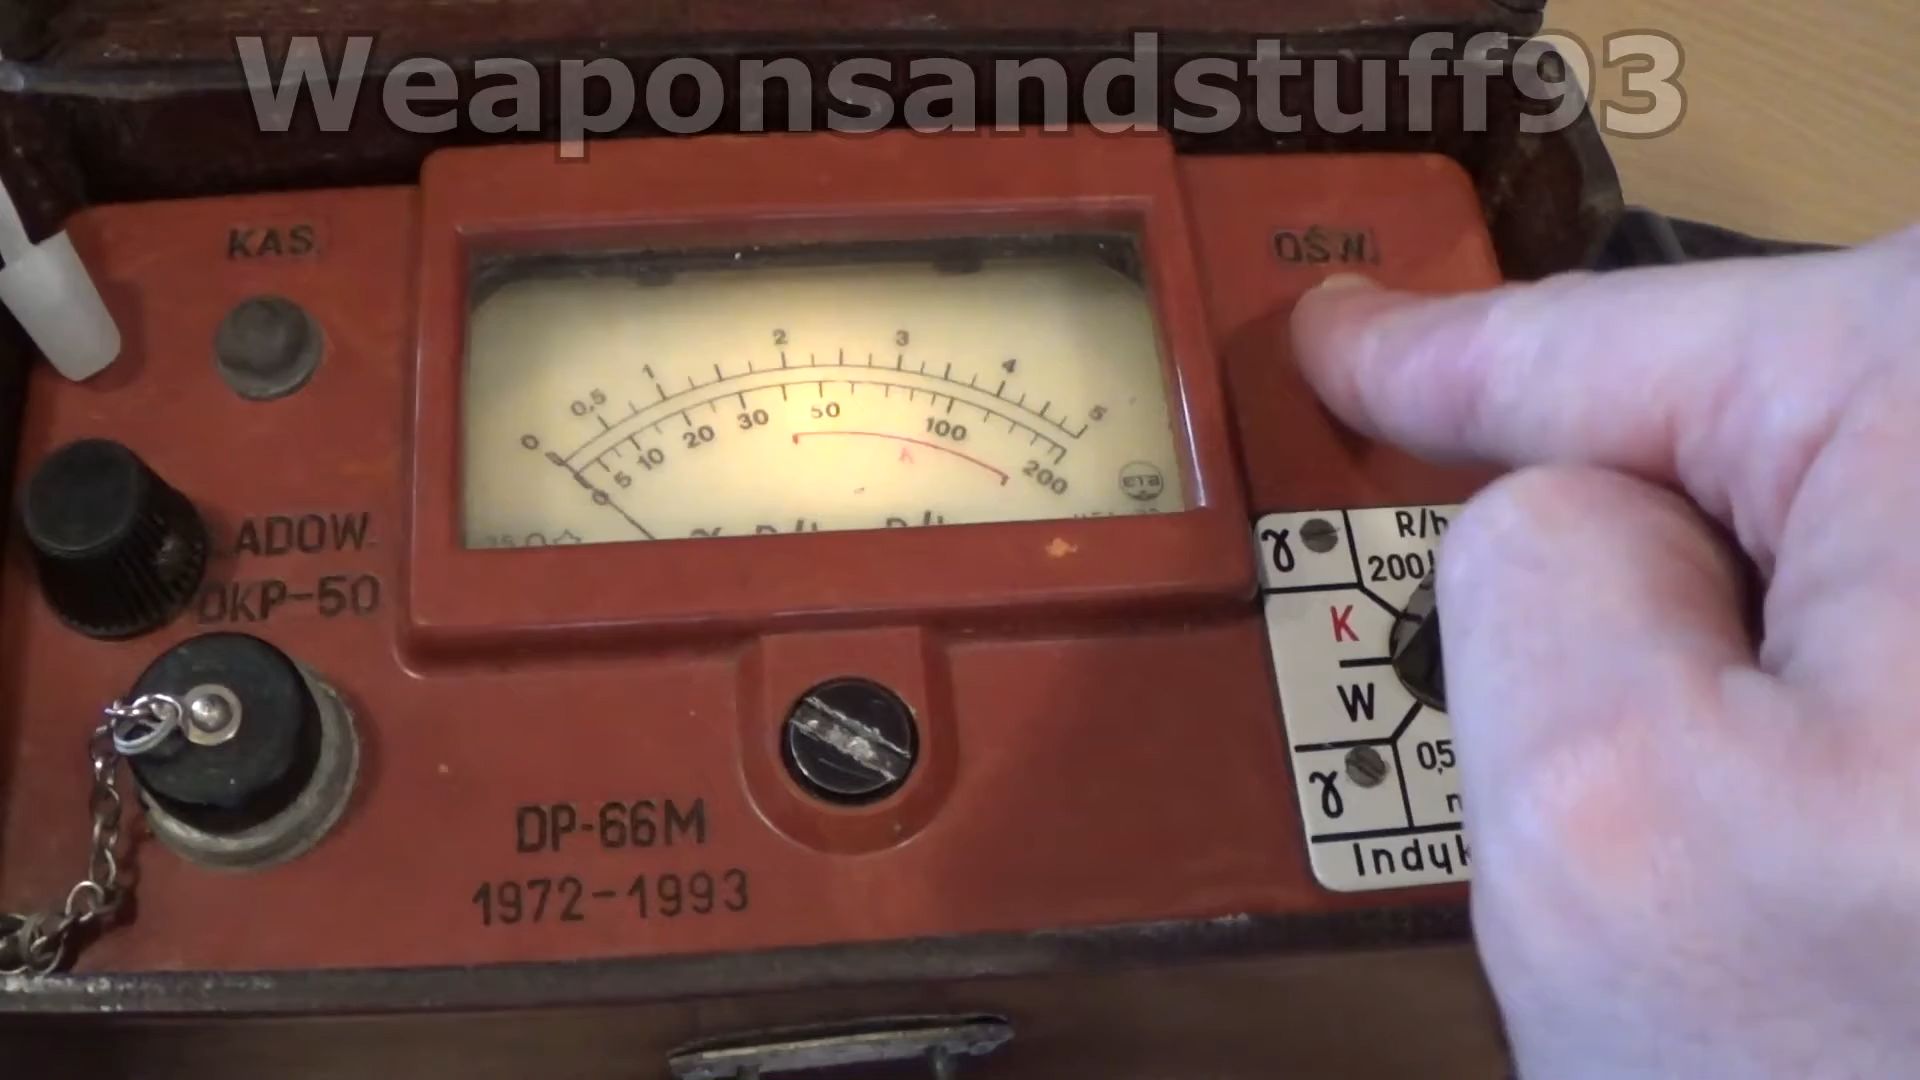 Weaponsandstuff93
KAS.
OŚW.
0 0,5 1 2 3 4 5
0 5 10 20 30 50 100 200
A
ŁADOW.
DKP-50
γ R/h
200
K
W
γ 0,5
Indyk
DP-66M
1972-1993